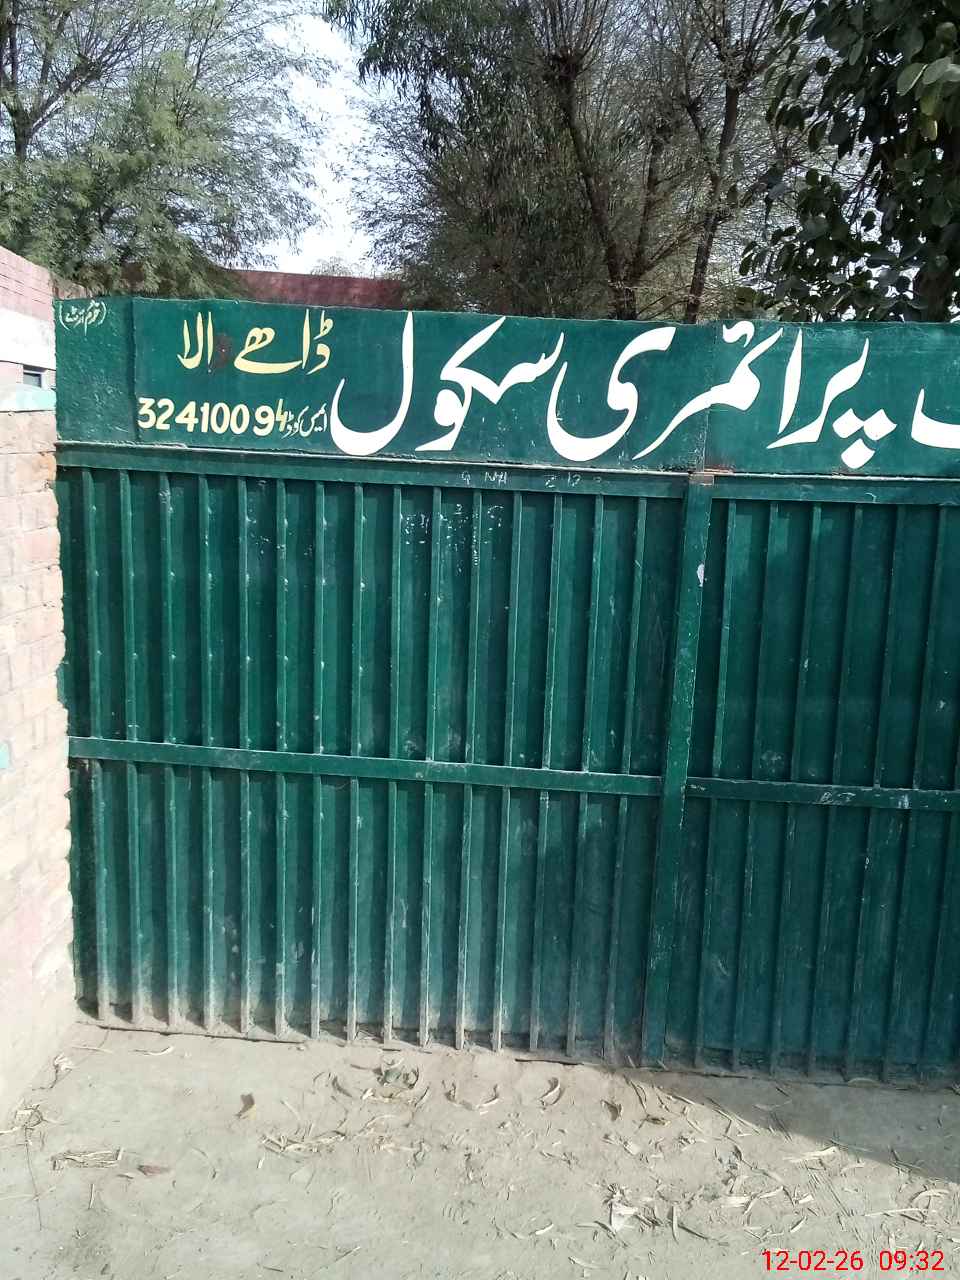 پرائمری سکول
ڈاھے والا
ایس کوڈ 32410094
12-02-26 09:32